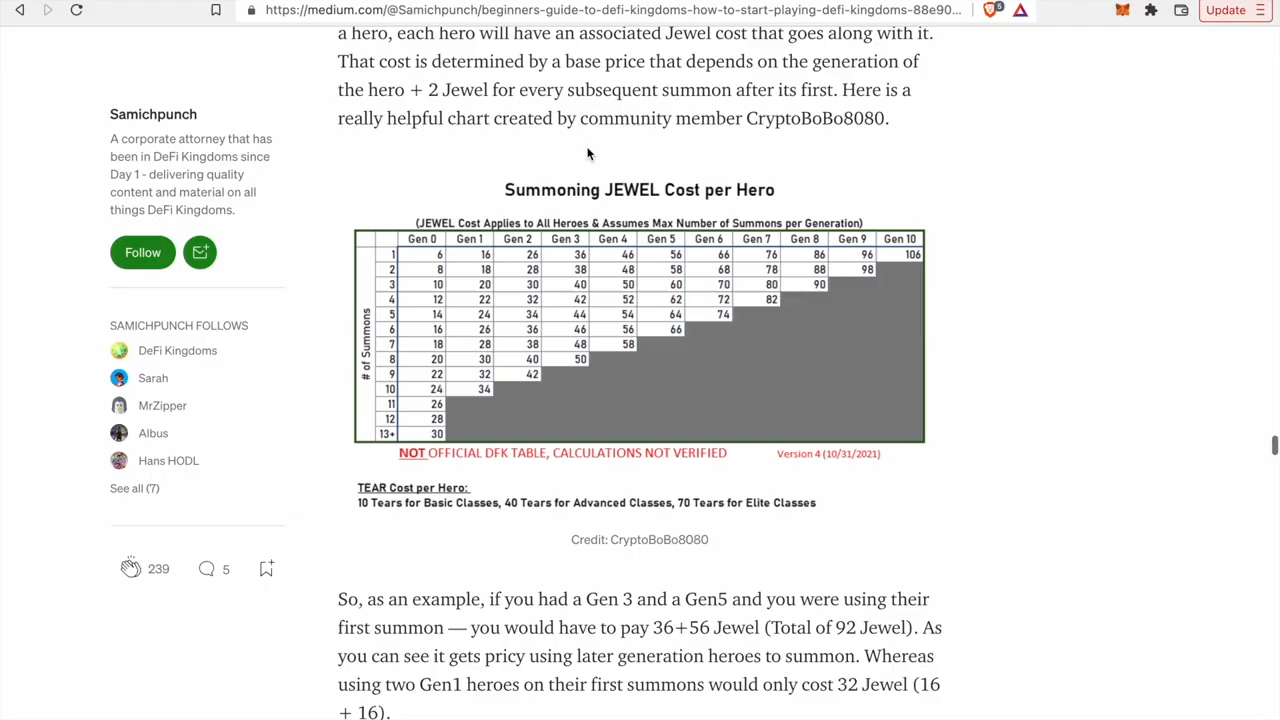 https://medium.com/@Samichpunch/beginners-guide-to-defi-kingdoms-how-to-start-playing-defi-kingdoms-88e90...
5
Update
a hero, each hero will have an associated Jewel cost that goes along with it.
That cost is determined by a base price that depends on the generation of
the hero + 2 Jewel for every subsequent summon after its first. Here is a
really helpful chart created by community member CryptoBoBo8080.
Samichpunch
A corporate attorney that has
been in DeFi Kingdoms since
Day 1 - delivering quality
content and material on all
things DeFi Kingdoms.
Follow
SAMICHPUNCH FOLLOWS
DeFi Kingdoms
Sarah
MrZipper
Albus
Hans HODL
See all (7)
239 5
Summoning JEWEL Cost per Hero
(JEWEL Cost Applies to All Heroes & Assumes Max Number of Summons per Generation)
Gen 0 Gen 1 Gen 2 Gen 3 Gen 4 Gen 5 Gen 6 Gen 7 Gen 8 Gen 9 Gen 10
# of Summons
1 6 16 26 36 46 56 66 76 86 96 106
2 8 18 28 38 48 58 68 78 88 98
3 10 20 30 40 50 60 70 80 90
4 12 22 32 42 52 62 72 82
5 14 24 34 44 54 64 74
6 16 26 36 46 56 66
7 18 28 38 48 58
8 20 30 40 50
9 22 32 42
10 24 34
11 26
12 28
13+ 30
NOT OFFICIAL DFK TABLE, CALCULATIONS NOT VERIFIED Version 4 (10/31/2021)
TEAR Cost per Hero:
10 Tears for Basic Classes, 40 Tears for Advanced Classes, 70 Tears for Elite Classes
Credit: CryptoBoBo8080
So, as an example, if you had a Gen 3 and a Gen5 and you were using their
first summon — you would have to pay 36+56 Jewel (Total of 92 Jewel). As
you can see it gets pricy using later generation heroes to summon. Whereas
using two Gen1 heroes on their first summons would only cost 32 Jewel (16
+ 16).